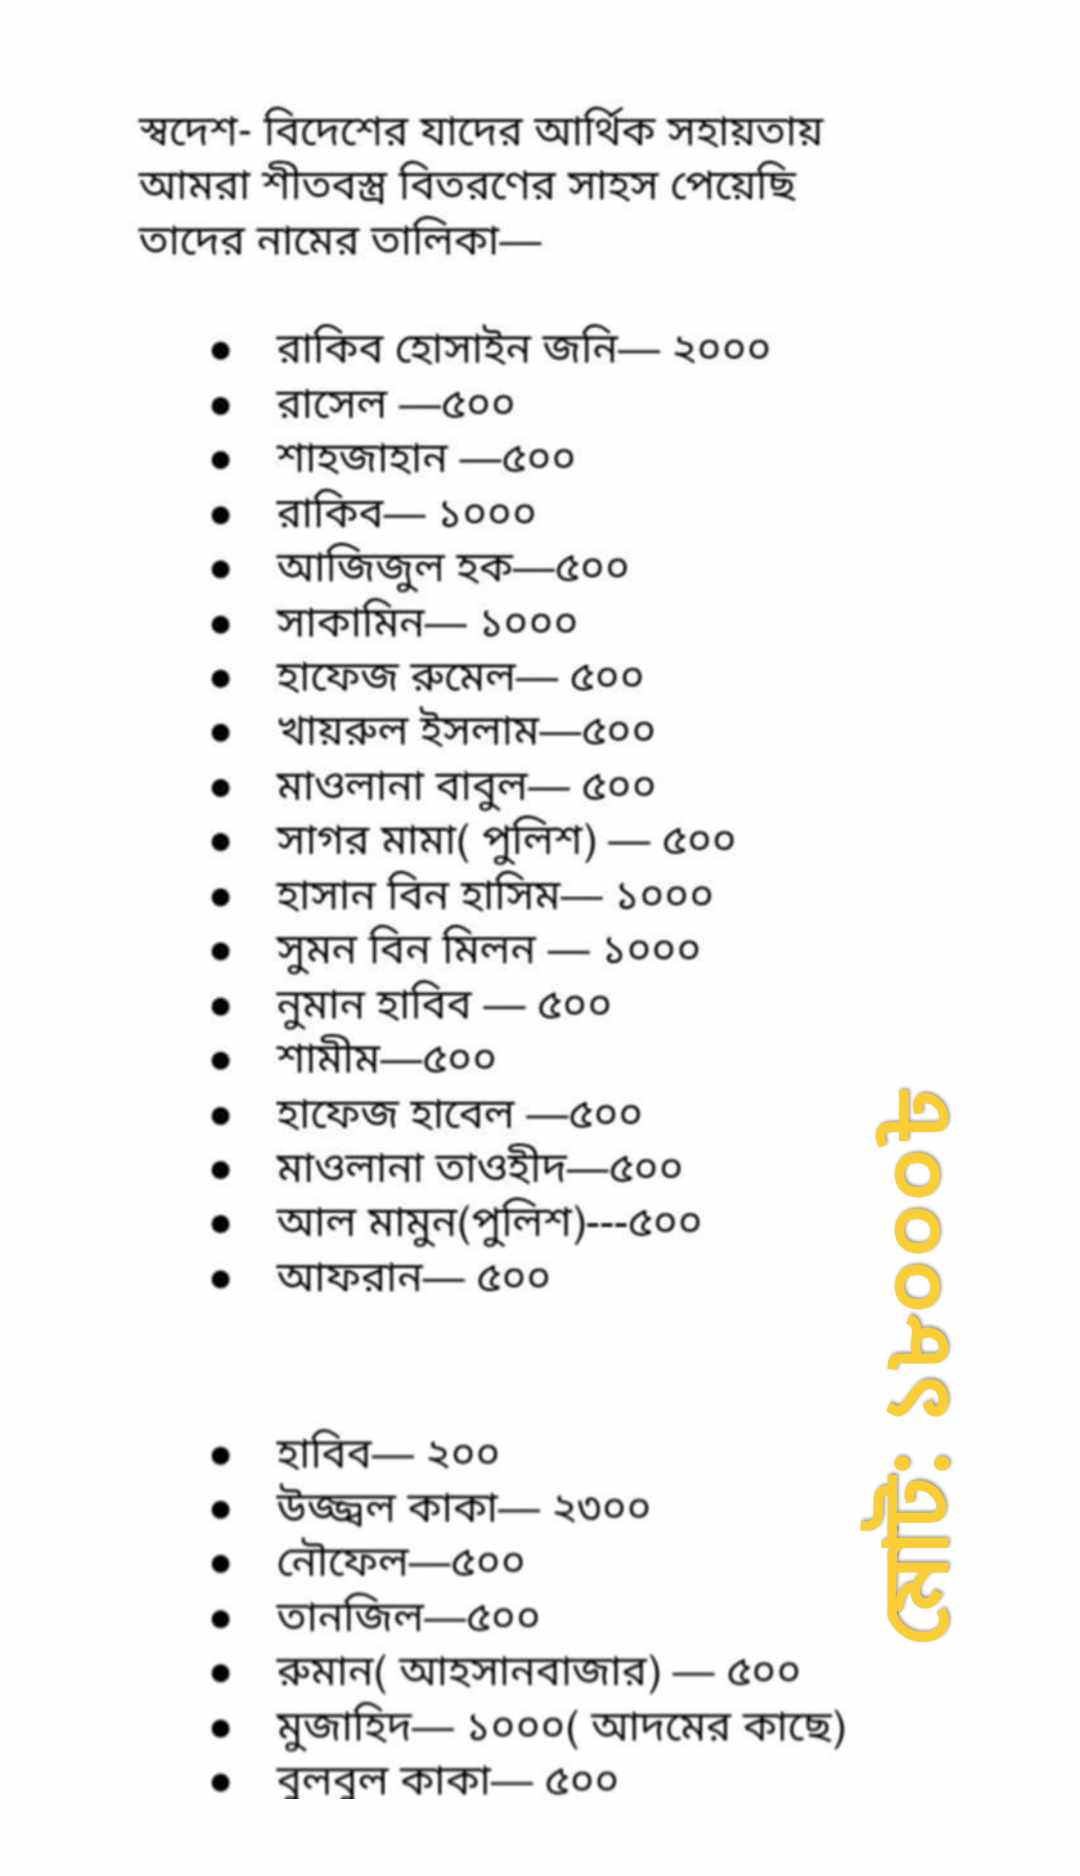 স্বদেশ- বিদেশের যাদের আর্থিক সহায়তায়
আমরা শীতবস্ত্র বিতরণের সাহস পেয়েছি
তাদের নামের তালিকা—
● রাকিব হোসাইন জনি— ২০০০
● রাসেল —৫০০
● শাহজাহান —৫০০
● রাকিব— ১০০০
● আজিজুল হক—৫০০
● সাকামিন— ১০০০
● হাফেজ রুমেল— ৫০০
● খায়রুল ইসলাম—৫০০
● মাওলানা বাবুল— ৫০০
● সাগর মামা( পুলিশ) — ৫০০
● হাসান বিন হাসিম— ১০০০
● সুমন বিন মিলন — ১০০০
● নুমান হাবিব — ৫০০
● শামীম—৫০০
● হাফেজ হাবেল —৫০০
● মাওলানা তাওহীদ—৫০০
● আল মামুন(পুলিশ)---৫০০
● আফরান— ৫০০
● হাবিব— ২০০
● উজ্জ্বল কাকা— ২৩০০
● নৌফেল—৫০০
● তানজিল—৫০০
● রুমান( আহসানবাজার) — ৫০০
● মুজাহিদ— ১০০০( আদমের কাছে)
● বুলবুল কাকা— ৫০০
মোট: ১৮০০০৳